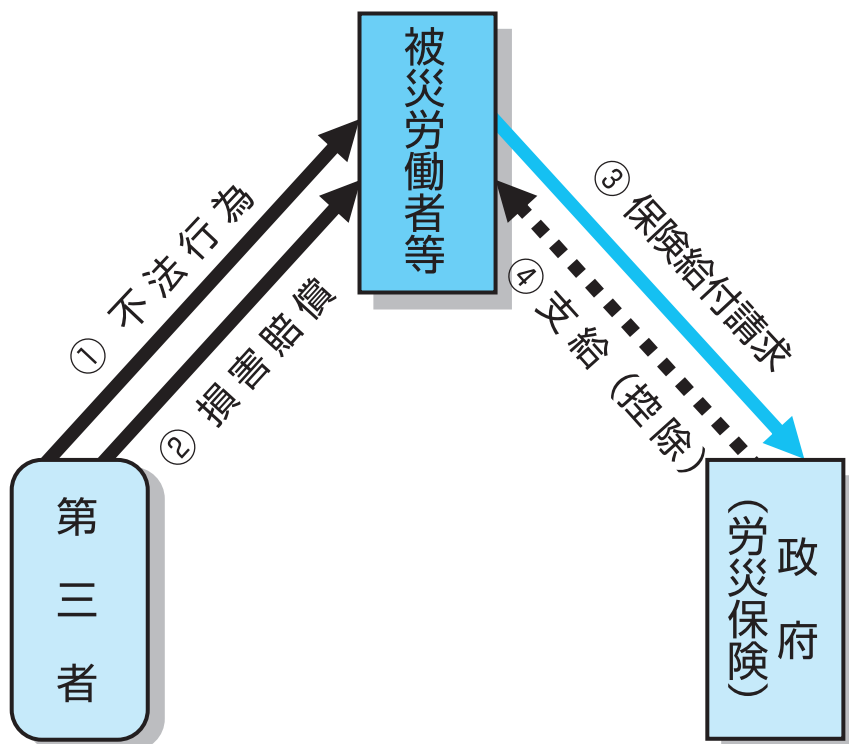 被災労働者等
① 不法行為
② 損害賠償
③ 保険給付請求
④ 支給（控除）
第三者
政府
（労災保険）